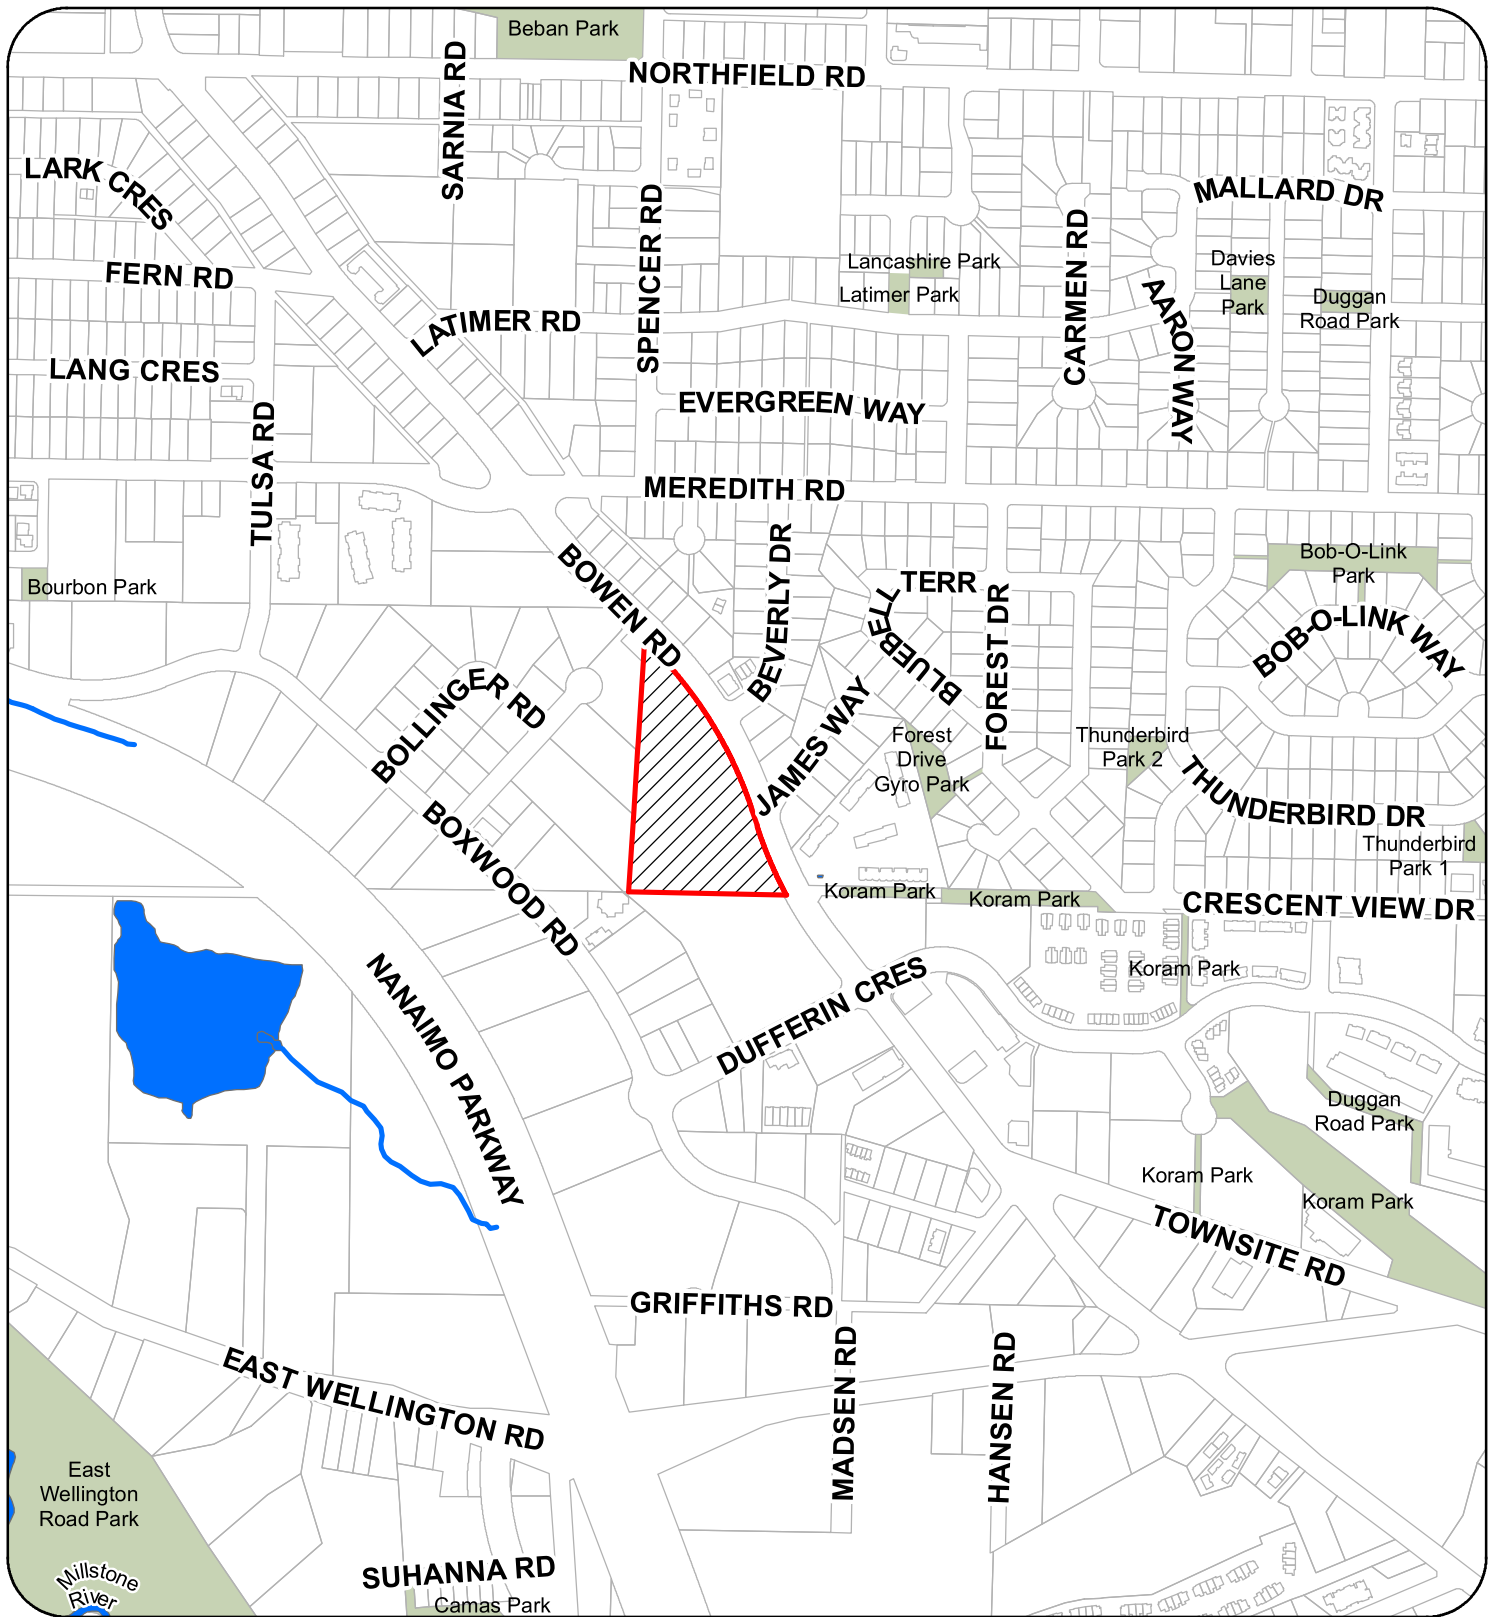 Beban Park
NORTHFIELD RD
SARNIA RD
LARK CRES
MALLARD DR
SPENCER RD
CARMEN RD
Lancashire Park
Davies
Lane
Park
FERN RD
Latimer Park
Duggan
Road Park
AARON WAY
LATIMER RD
LANG CRES
EVERGREEN WAY
TULSA RD
MEREDITH RD
BOWEN RD
BEVERLY DR
Bob-O-Link
Park
Bourbon Park
BLUEBELL TERR
FOREST DR
BOB-O-LINK WAY
BOLLINGER RD
JAMES WAY
Forest
Drive
Gyro Park
Thunderbird
Park 2
THUNDERBIRD DR
BOXWOOD RD
Thunderbird
Park 1
Koram Park
Koram Park
CRESCENT VIEW DR
NANAIMO PARKWAY
DUFFERIN CRES
Koram Park
Duggan
Road Park
Koram Park
Koram Park
TOWNSITE RD
GRIFFITHS RD
MADSEN RD
HANSEN RD
EAST WELLINGTON RD
East
Wellington
Road Park
SUHANNA RD
Millstone
River
Camas Park